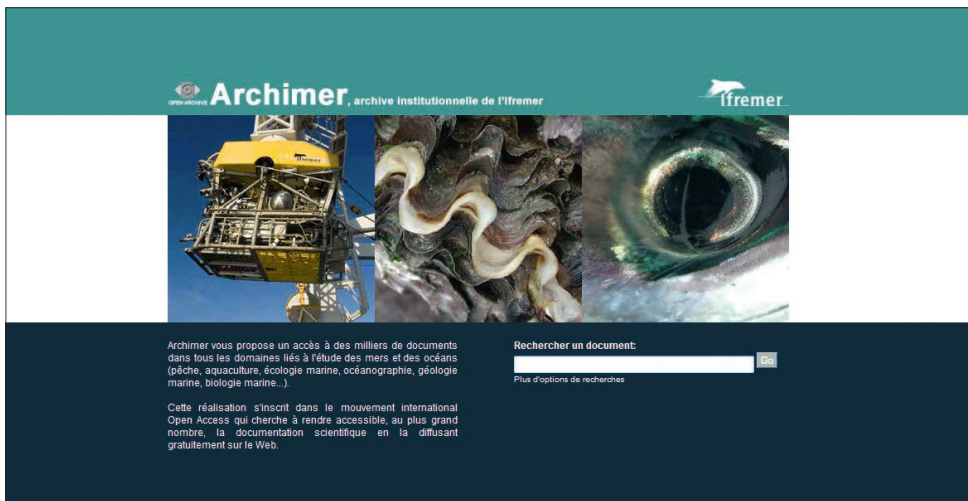 OPEN ARCHIVE Archimer, archive institutionnelle de l'Ifremer
ifremer
ifremer
Archimer vous propose un accès à des milliers de documents
dans tous les domaines liés à l'étude des mers et des océans
(pêche, aquaculture, écologie marine, océanographie, géologie
marine, biologie marine...).
Cette réalisation s'inscrit dans le mouvement international
Open Access qui cherche à rendre accessible, au plus grand
nombre, la documentation scientifique en la diffusant
gratuitement sur le Web.
Rechercher un document:
Go
Plus d'options de recherches